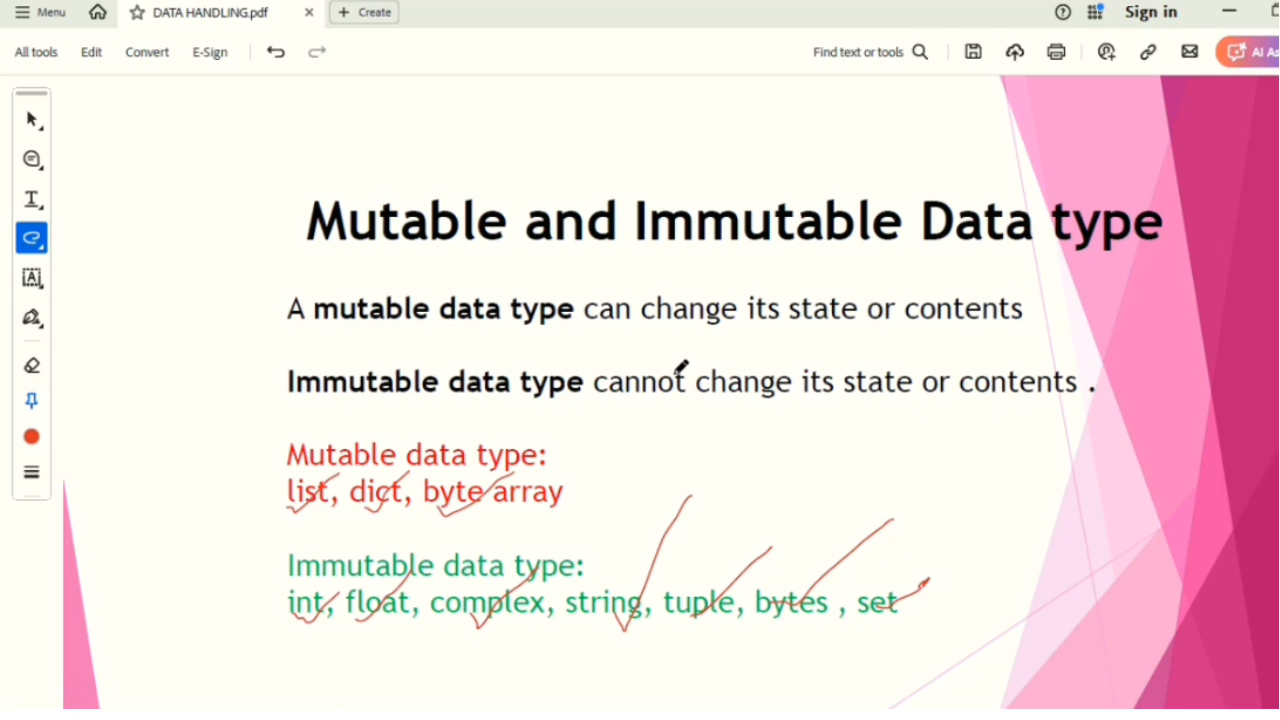 Menu
DATA HANDLING.pdf
Create
Sign in
All tools Edit Convert E-Sign
Find text or tools
AI As
Mutable and Immutable Data type
A mutable data type can change its state or contents
Immutable data type cannot change its state or contents .
Mutable data type:
list, dict, byte array
Immutable data type:
int, float, complex, string, tuple, bytes , set